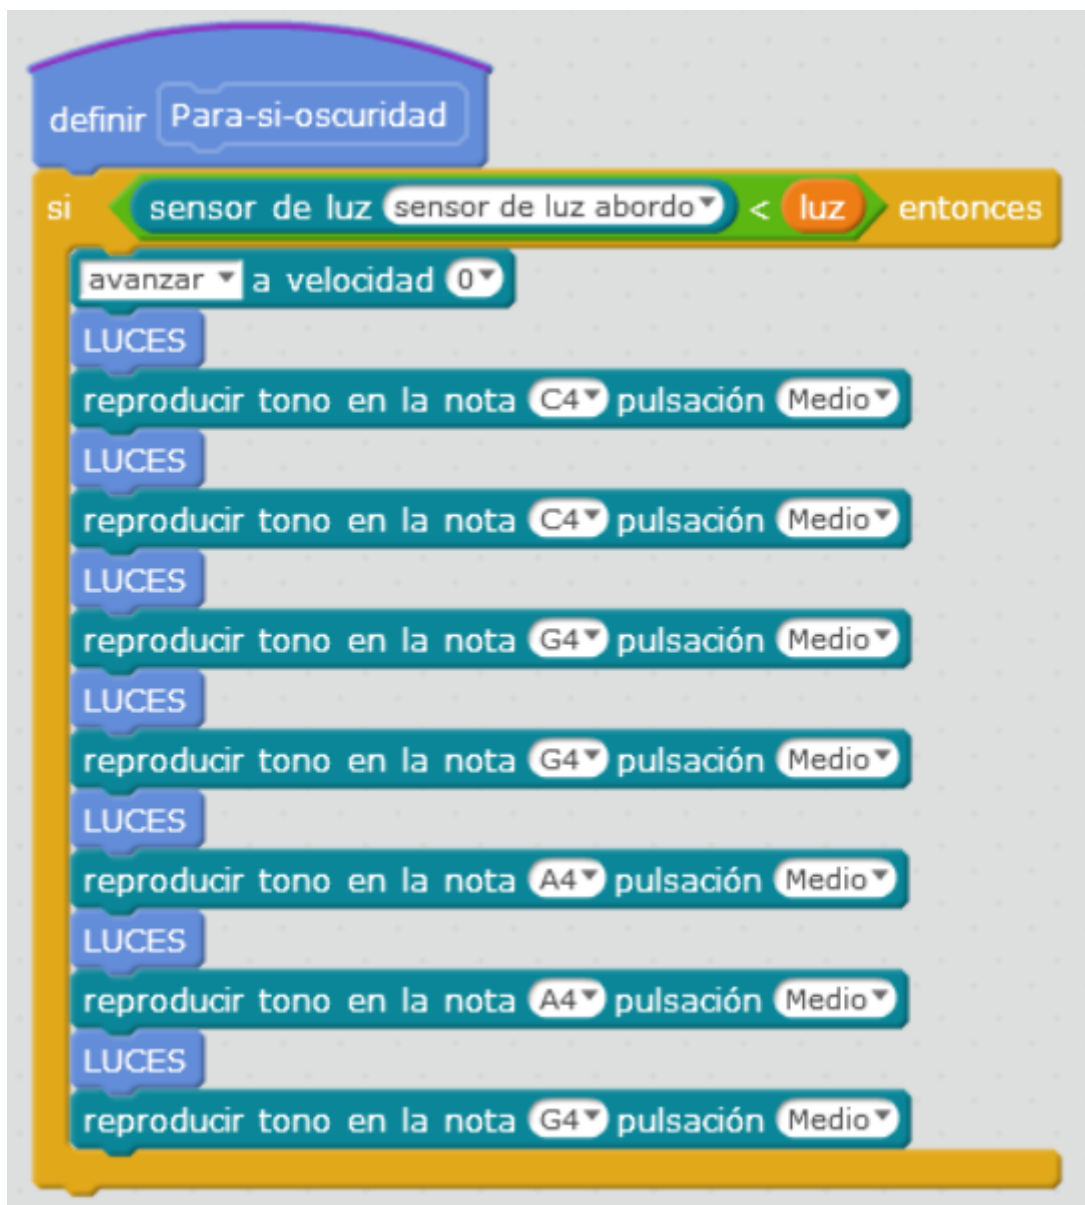 definir Para-si-oscuridad
si sensor de luz sensor de luz abordo < luz entonces
avanzar a velocidad 0
LUCES
reproducir tono en la nota C4 pulsación Medio
LUCES
reproducir tono en la nota C4 pulsación Medio
LUCES
reproducir tono en la nota G4 pulsación Medio
LUCES
reproducir tono en la nota G4 pulsación Medio
LUCES
reproducir tono en la nota A4 pulsación Medio
LUCES
reproducir tono en la nota A4 pulsación Medio
LUCES
reproducir tono en la nota G4 pulsación Medio